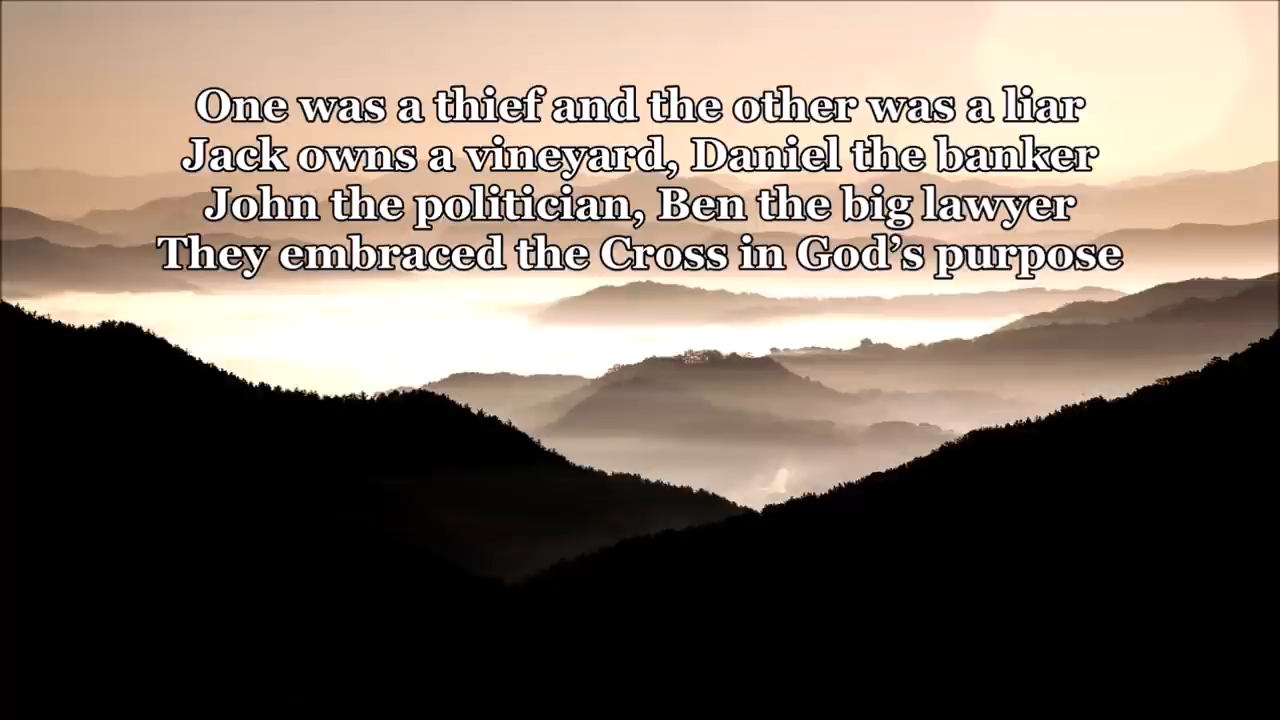 One was a thief and the other was a liar
Jack owns a vineyard, Daniel the banker
John the politician, Ben the big lawyer
They embraced the Cross in God’s purpose